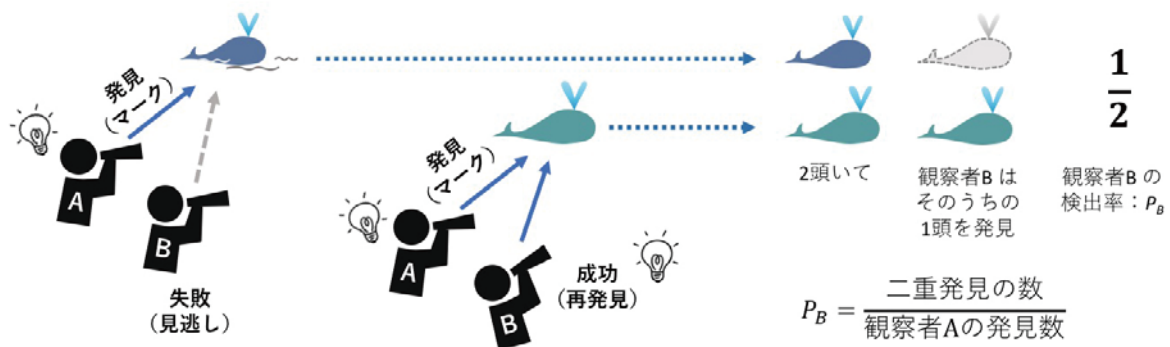 発見
(マーク)
A
B
失敗
(見逃し)
発見
(マーク)
A
B
成功
(再発見)
2頭いて
観察者B は
そのうちの
1頭を発見
1
2
観察者B の
検出率：P_B
P_B = 二重発見の数
観察者Aの発見数